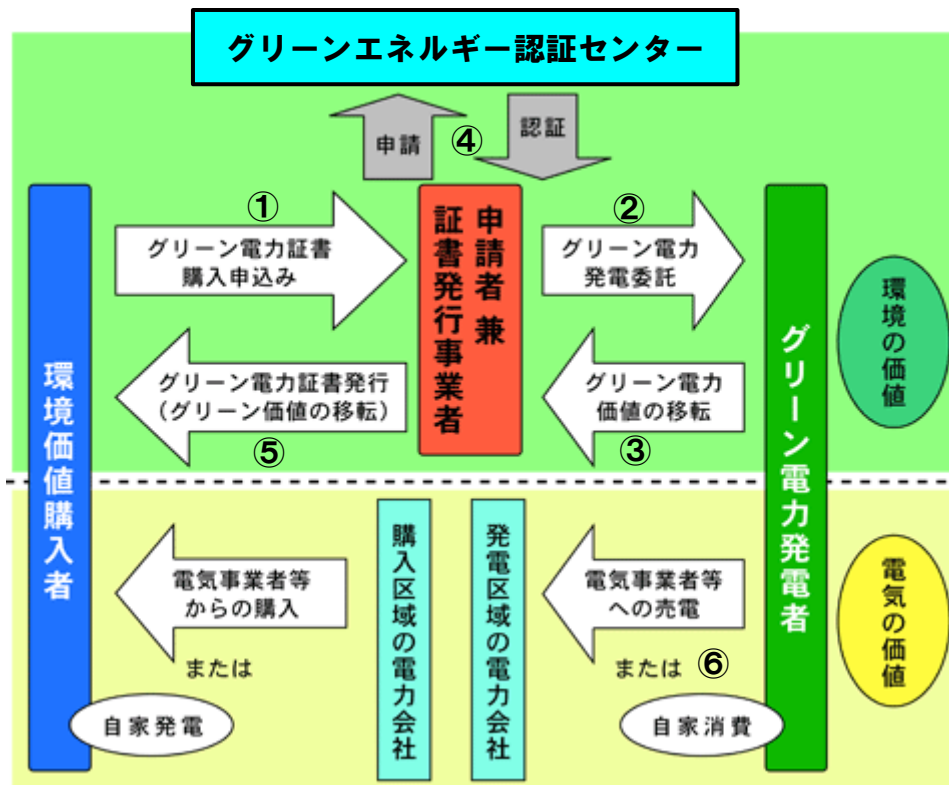 グリーンエネルギー認証センター
申請
④
認証
①
グリーン電力証書
購入申込み
申請者 兼
証書発行事業者
②
グリーン電力
発電委託
環境の価値
グリーン電力証書発行
(グリーン価値の移転)
⑤
グリーン電力
価値の移転
③
環境価値購入者
グリーン電力発電者
電気事業者等
からの購入
または
自家発電
購入区域の電力会社
発電区域の電力会社
電気事業者等
への売電
または ⑥
自家消費
電気の価値